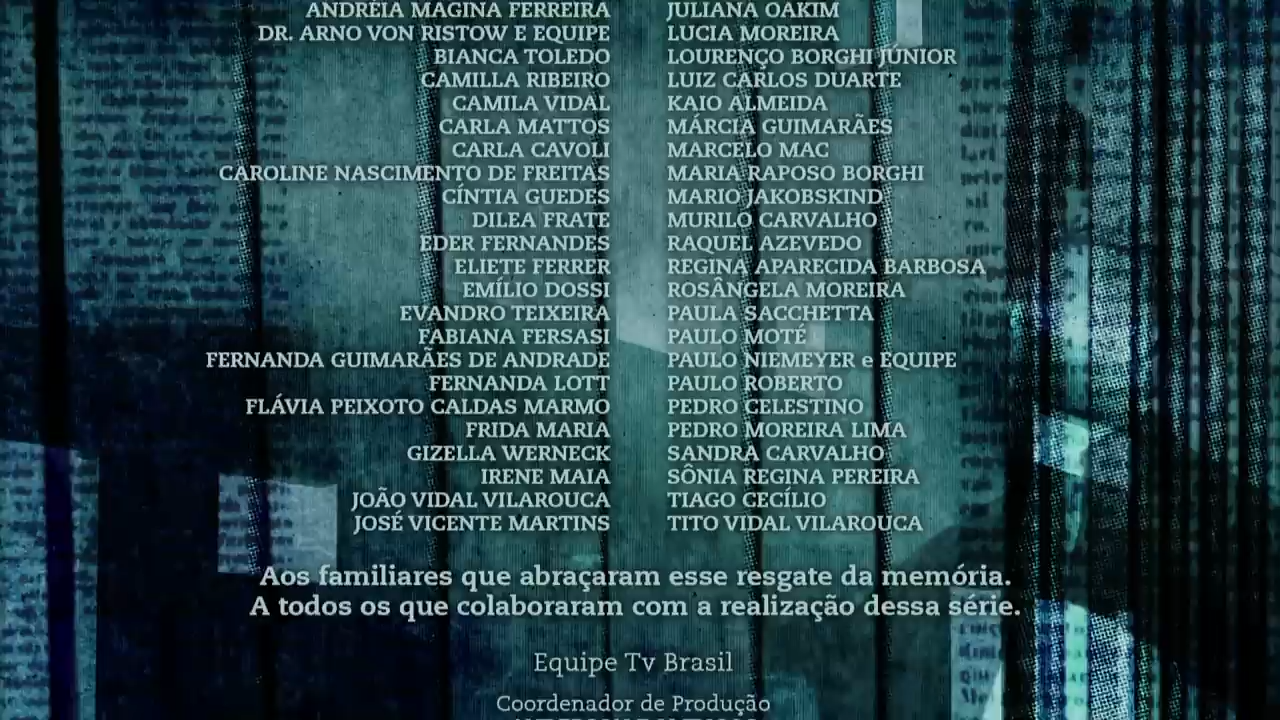 ANDRÉIA MAGINA FERREIRA
DR. ARNO VON RISTOW E EQUIPE
BIANCA TOLEDO
CAMILLA RIBEIRO
CAMILA VIDAL
CARLA MATTOS
CARLA CAVOLI
CAROLINE NASCIMENTO DE FREITAS
CÍNTIA GUEDES
DILEA FRATE
EDER FERNANDES
ELIETE FERRER
EMÍLIO DOSSI
EVANDRO TEIXEIRA
FABIANA FERSASI
FERNANDA GUIMARÃES DE ANDRADE
FERNANDA LOTT
FLÁVIA PEIXOTO CALDAS MARMO
FRIDA MARIA
GIZELLA WERNECK
IRENE MAIA
JOÃO VIDAL VILAROUCA
JOSÉ VICENTE MARTINS
JULIANA OAKIM
LUCIA MOREIRA
LOURENÇO BORGHI JÚNIOR
LUIZ CARLOS DUARTE
KAIO ALMEIDA
MÁRCIA GUIMARÃES
MARCELO MAC
MARIA RAPOSO BORGHI
MARIO JAKOBSKIND
MURILO CARVALHO
RAQUEL AZEVEDO
REGINA APARECIDA BARBOSA
ROSÂNGELA MOREIRA
PAULA SACCHETTA
PAULO MOTÉ
PAULO NIEMEYER e EQUIPE
PAULO ROBERTO
PEDRO CELESTINO
PEDRO MOREIRA LIMA
SANDRA CARVALHO
SÔNIA REGINA PEREIRA
TIAGO CECÍLIO
TITO VIDAL VILAROUCA
Aos familiares que abraçaram esse resgate da memória.
A todos os que colaboraram com a realização dessa série.
Equipe Tv Brasil
Coordenador de Produção